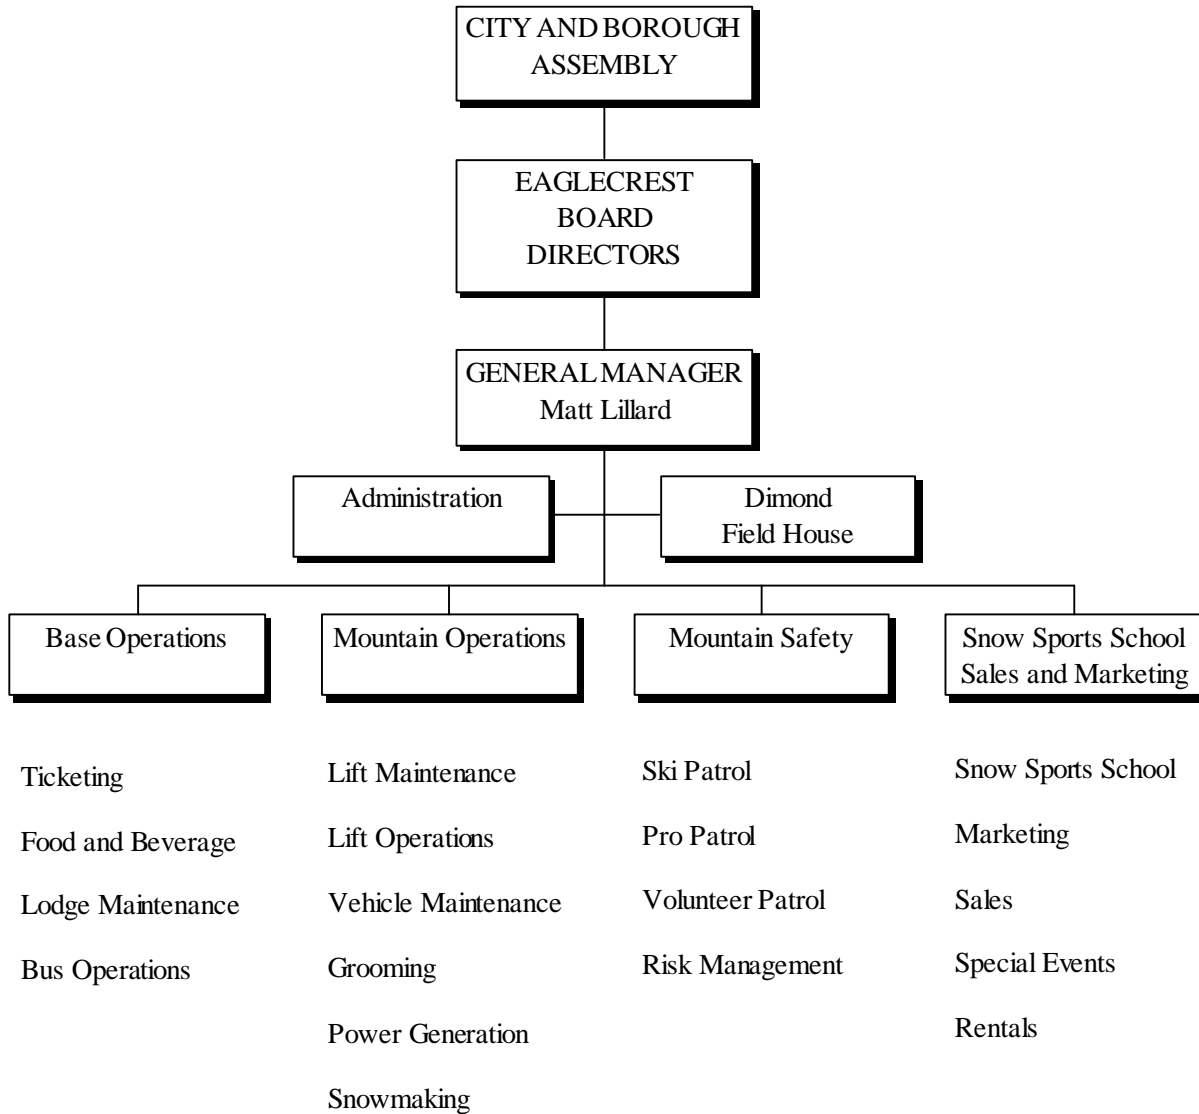 CITY AND BOROUGH
ASSEMBLY
EAGLECREST
BOARD
DIRECTORS
GENERAL MANAGER
Matt Lillard
Administration
Dimond
Field House
Base Operations
Mountain Operations
Mountain Safety
Snow Sports School
Sales and Marketing
Ticketing
Food and Beverage
Lodge Maintenance
Bus Operations
Lift Maintenance
Lift Operations
Vehicle Maintenance
Grooming
Power Generation
Snowmaking
Ski Patrol
Pro Patrol
Volunteer Patrol
Risk Management
Snow Sports School
Marketing
Sales
Special Events
Rentals